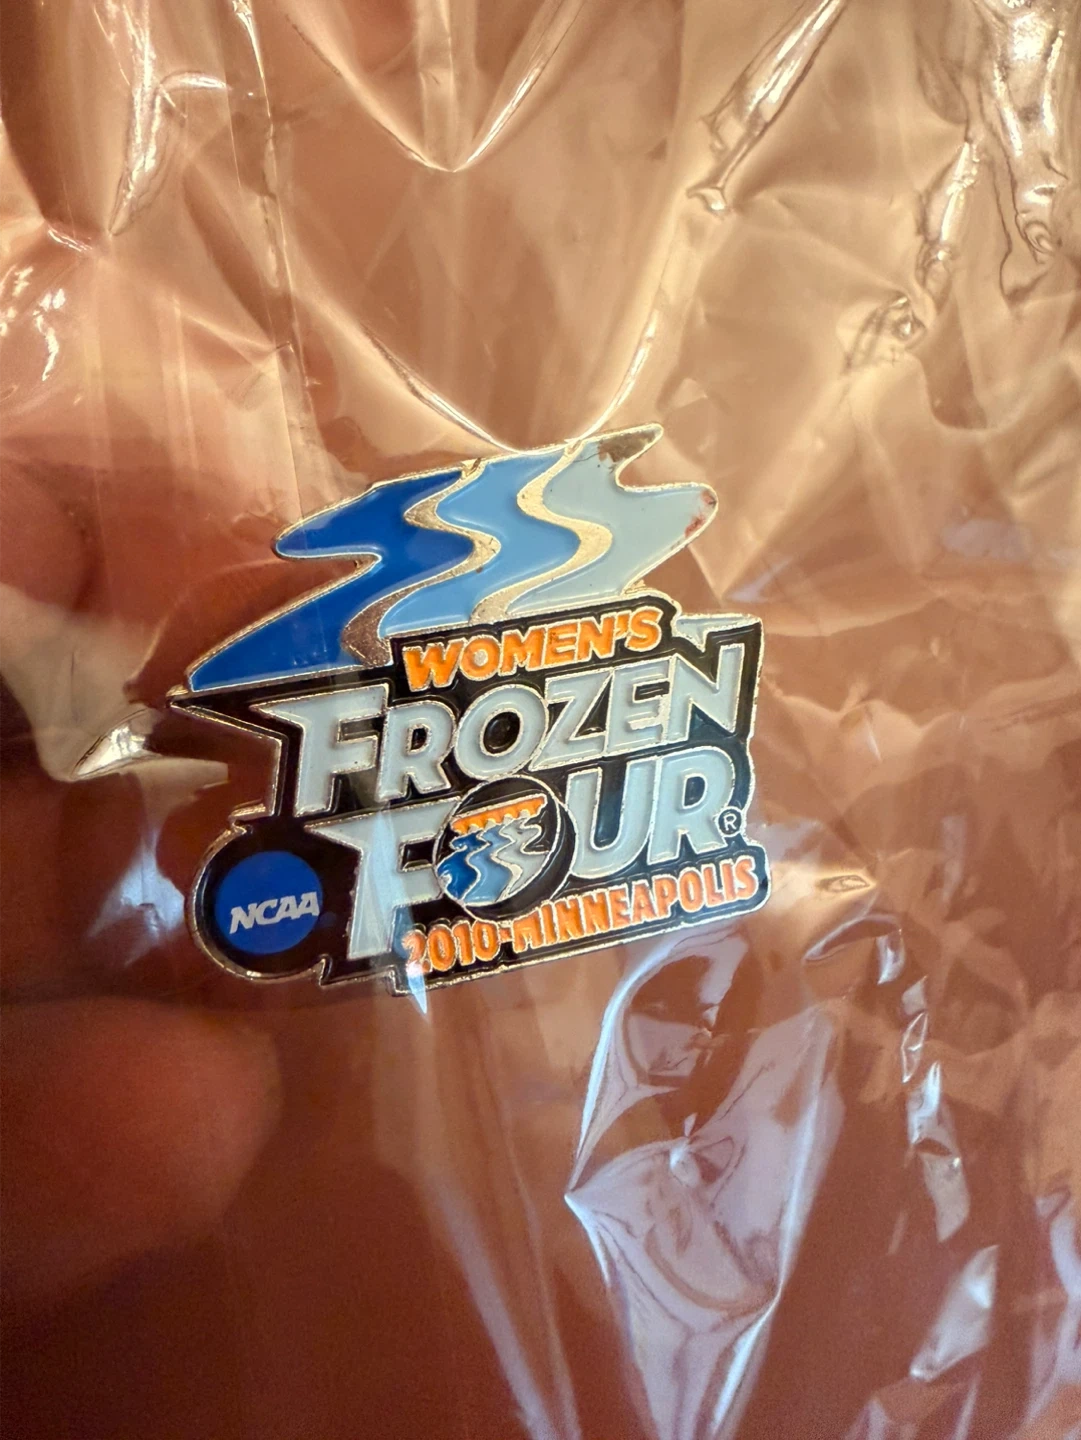 WOMEN'S
FROZEN
FOUR®
NCAA
2010-MINNEAPOLIS